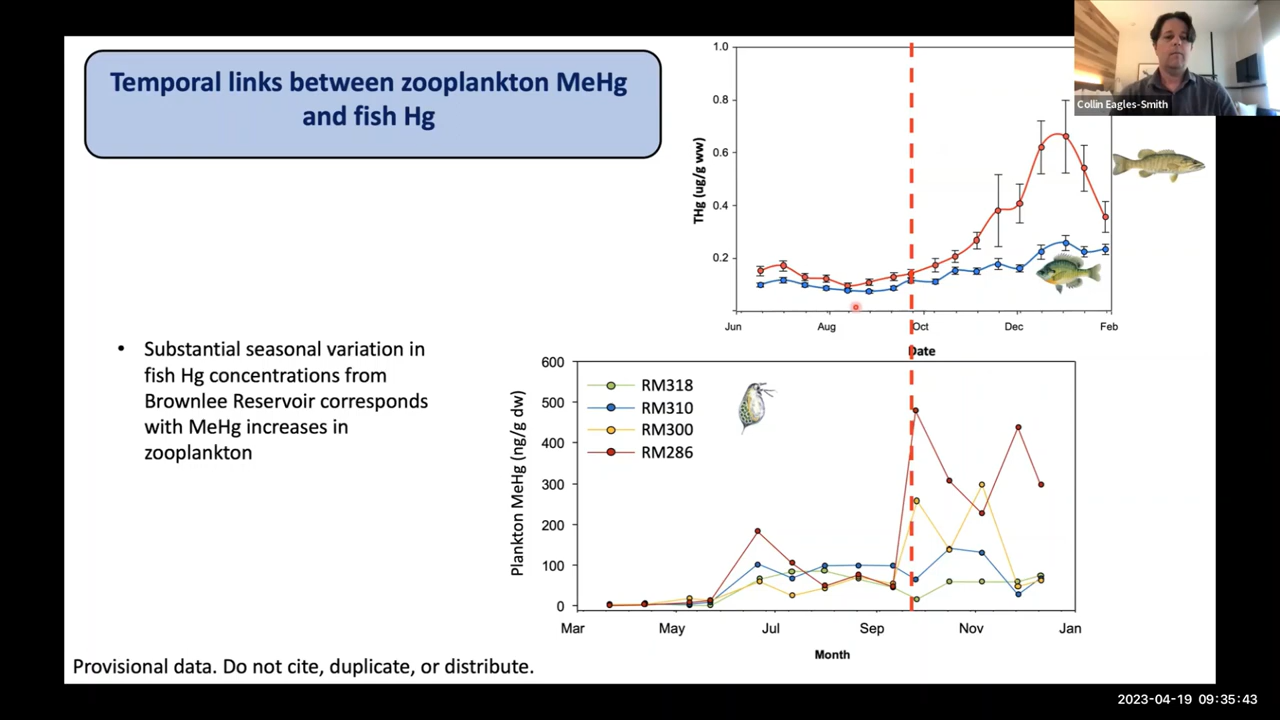 Temporal links between zooplankton MeHg
and fish Hg
Collin Eagles-Smith
THg (ug/g ww)
1.0
0.8
0.6
0.4
0.2
Jun
Aug
Oct
Dec
Feb
Date
• Substantial seasonal variation in
fish Hg concentrations from
Brownlee Reservoir corresponds
with MeHg increases in
zooplankton
Plankton MeHg (ng/g dw)
600
500
400
300
200
100
0
RM318
RM310
RM300
RM286
Mar
May
Jul
Sep
Nov
Jan
Month
Provisional data. Do not cite, duplicate, or distribute.
2023-04-19 09:35:43